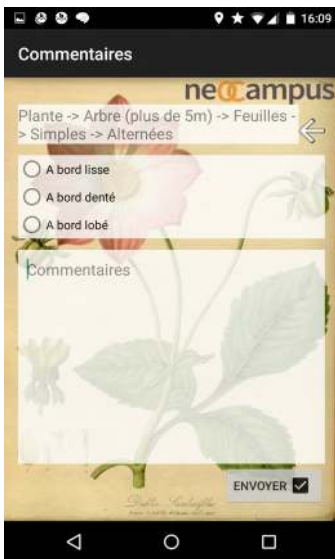 16:09
Commentaires
neOCampus
Plante -> Arbre (plus de 5m) -> Feuilles -
> Simples -> Alternées
A bord lisse
A bord denté
A bord lobé
Commentaires
ENVOYER